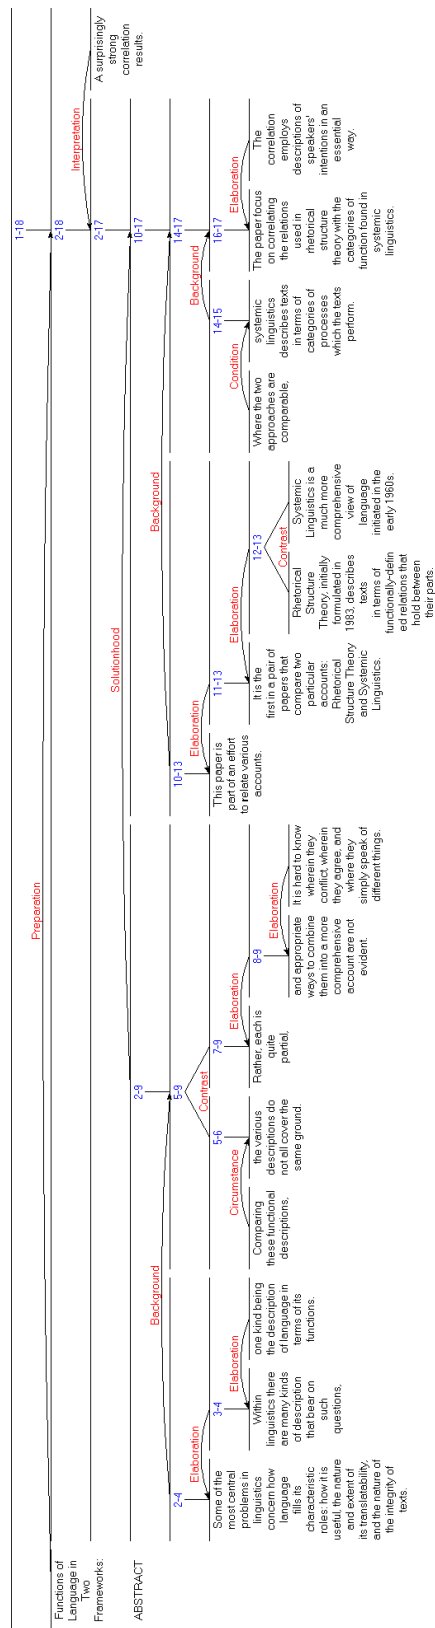 1-18
Preparation
Functions of
Language in
Two
Frameworks:
ABSTRACT
2-18
Interpretation
2-17
A surprisingly
strong
correlation
results.
Solutionhood
2-9
10-17
Background
5-9
Background
14-17
2-4
Contrast
10-13
Background
16-17
Elaboration
3-4
5-6
7-9
Elaboration
11-13
14-15
Some of the
most central
problems in
linguistics
concern how
language
fills its
characteristic
roles: how it is
useful, the nature
and extent of
its translatability,
and the nature of
the integrity of
texts.
Elaboration
Within
linguistics there
are many kinds
of description
that bear on
such
questions,
one kind being
the description
of language in
terms of its
functions.
Circumstance
Comparing
these functional
descriptions,
the various
descriptions do
not all cover the
same ground.
Elaboration
Rather, each is
quite
partial,
8-9
Elaboration
and appropriate
ways to combine
them into a more
comprehensive
account are not
evident.
It is hard to know
wherein they
conflict, wherein
they agree, and
where they
simply speak of
different things.
This paper is
part of an effort
to relate various
accounts.
Elaboration
It is the
first in a pair of
papers that
compare two
particular
accounts:
Rhetorical
Structure Theory
and Systemic
Linguistics.
12-13
Contrast
Rhetorical
Structure
Theory, initially
formulated in
1983, describes
texts
in terms of
functionally-defin
ed relations that
hold between
their parts.
Systemic
Linguistics is a
much more
comprehensive
view of
language
initiated in the
early 1960s.
Condition
Where the two
approaches are
comparable,
systemic
linguistics
describes texts
in terms of
categories of
processes
which the texts
perform.
Elaboration
The paper focus
on correlating
the relations
used in
rhetorical
structure
theory with the
categories of
function found in
systemic
linguistics.
The
correlation
employs
descriptions of
speakers'
intentions in an
essential
way.